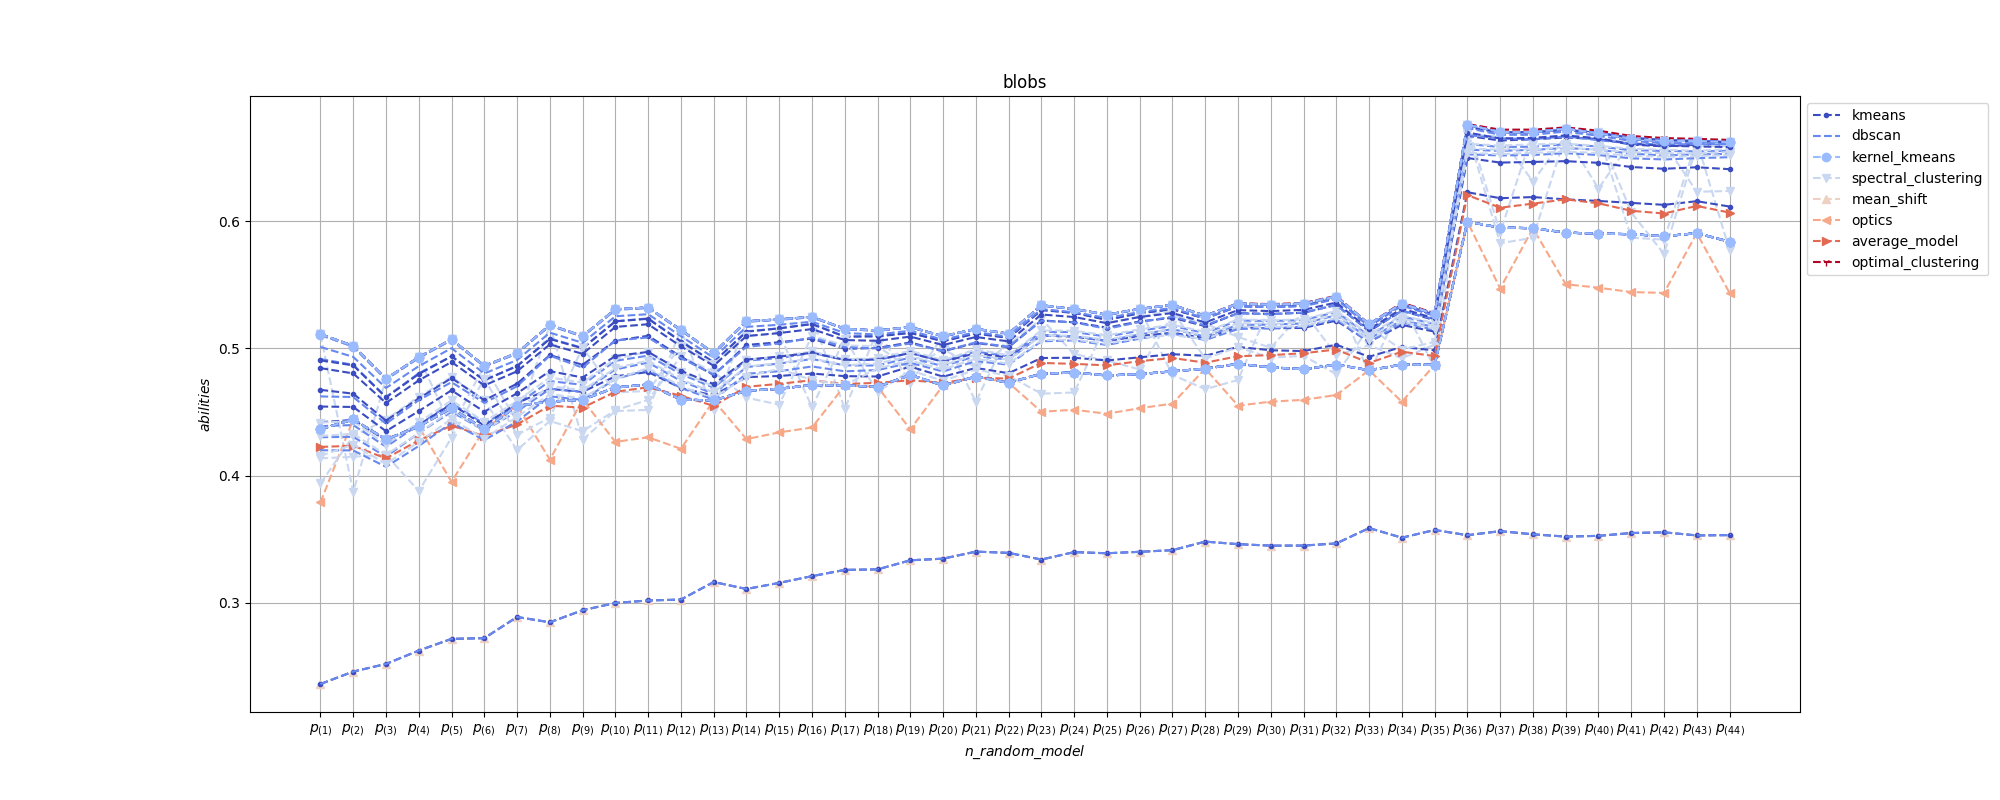 blobs
abilities
0.6
0.5
0.4
0.3
p(1) p(2) p(3) p(4) p(5) p(6) p(7) p(8) p(9) p(10) p(11) p(12) p(13) p(14) p(15) p(16) p(17) p(18) p(19) p(20) p(21) p(22) p(23) p(24) p(25) p(26) p(27) p(28) p(29) p(30) p(31) p(32) p(33) p(34) p(35) p(36) p(37) p(38) p(39) p(40) p(41) p(42) p(43) p(44)
n_random_model
kmeans
dbscan
kernel_kmeans
spectral_clustering
mean_shift
optics
average_model
optimal_clustering